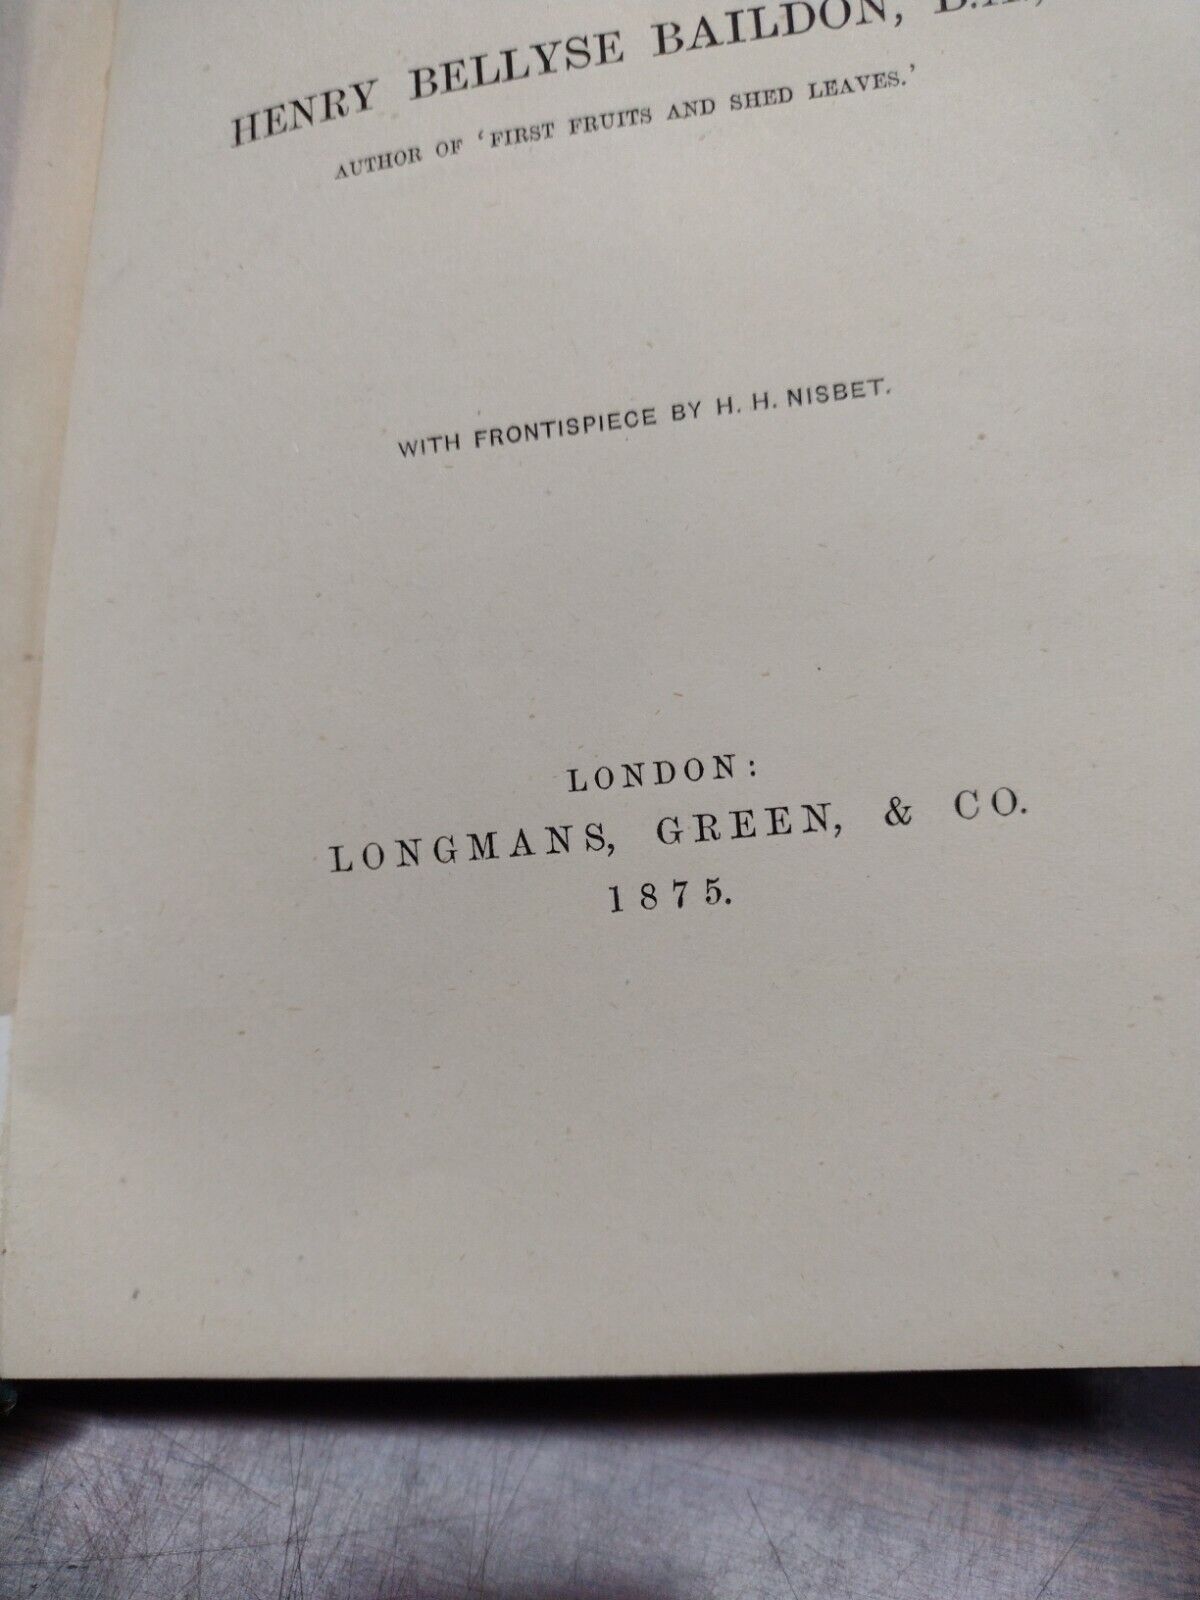 HENRY BELLYSE BAILDON, B.A.,
AUTHOR OF 'FIRST FRUITS AND SHED LEAVES.'
WITH FRONTISPIECE BY H. H. NISBET.
LONDON:
LONGMANS, GREEN, & CO.
1875.